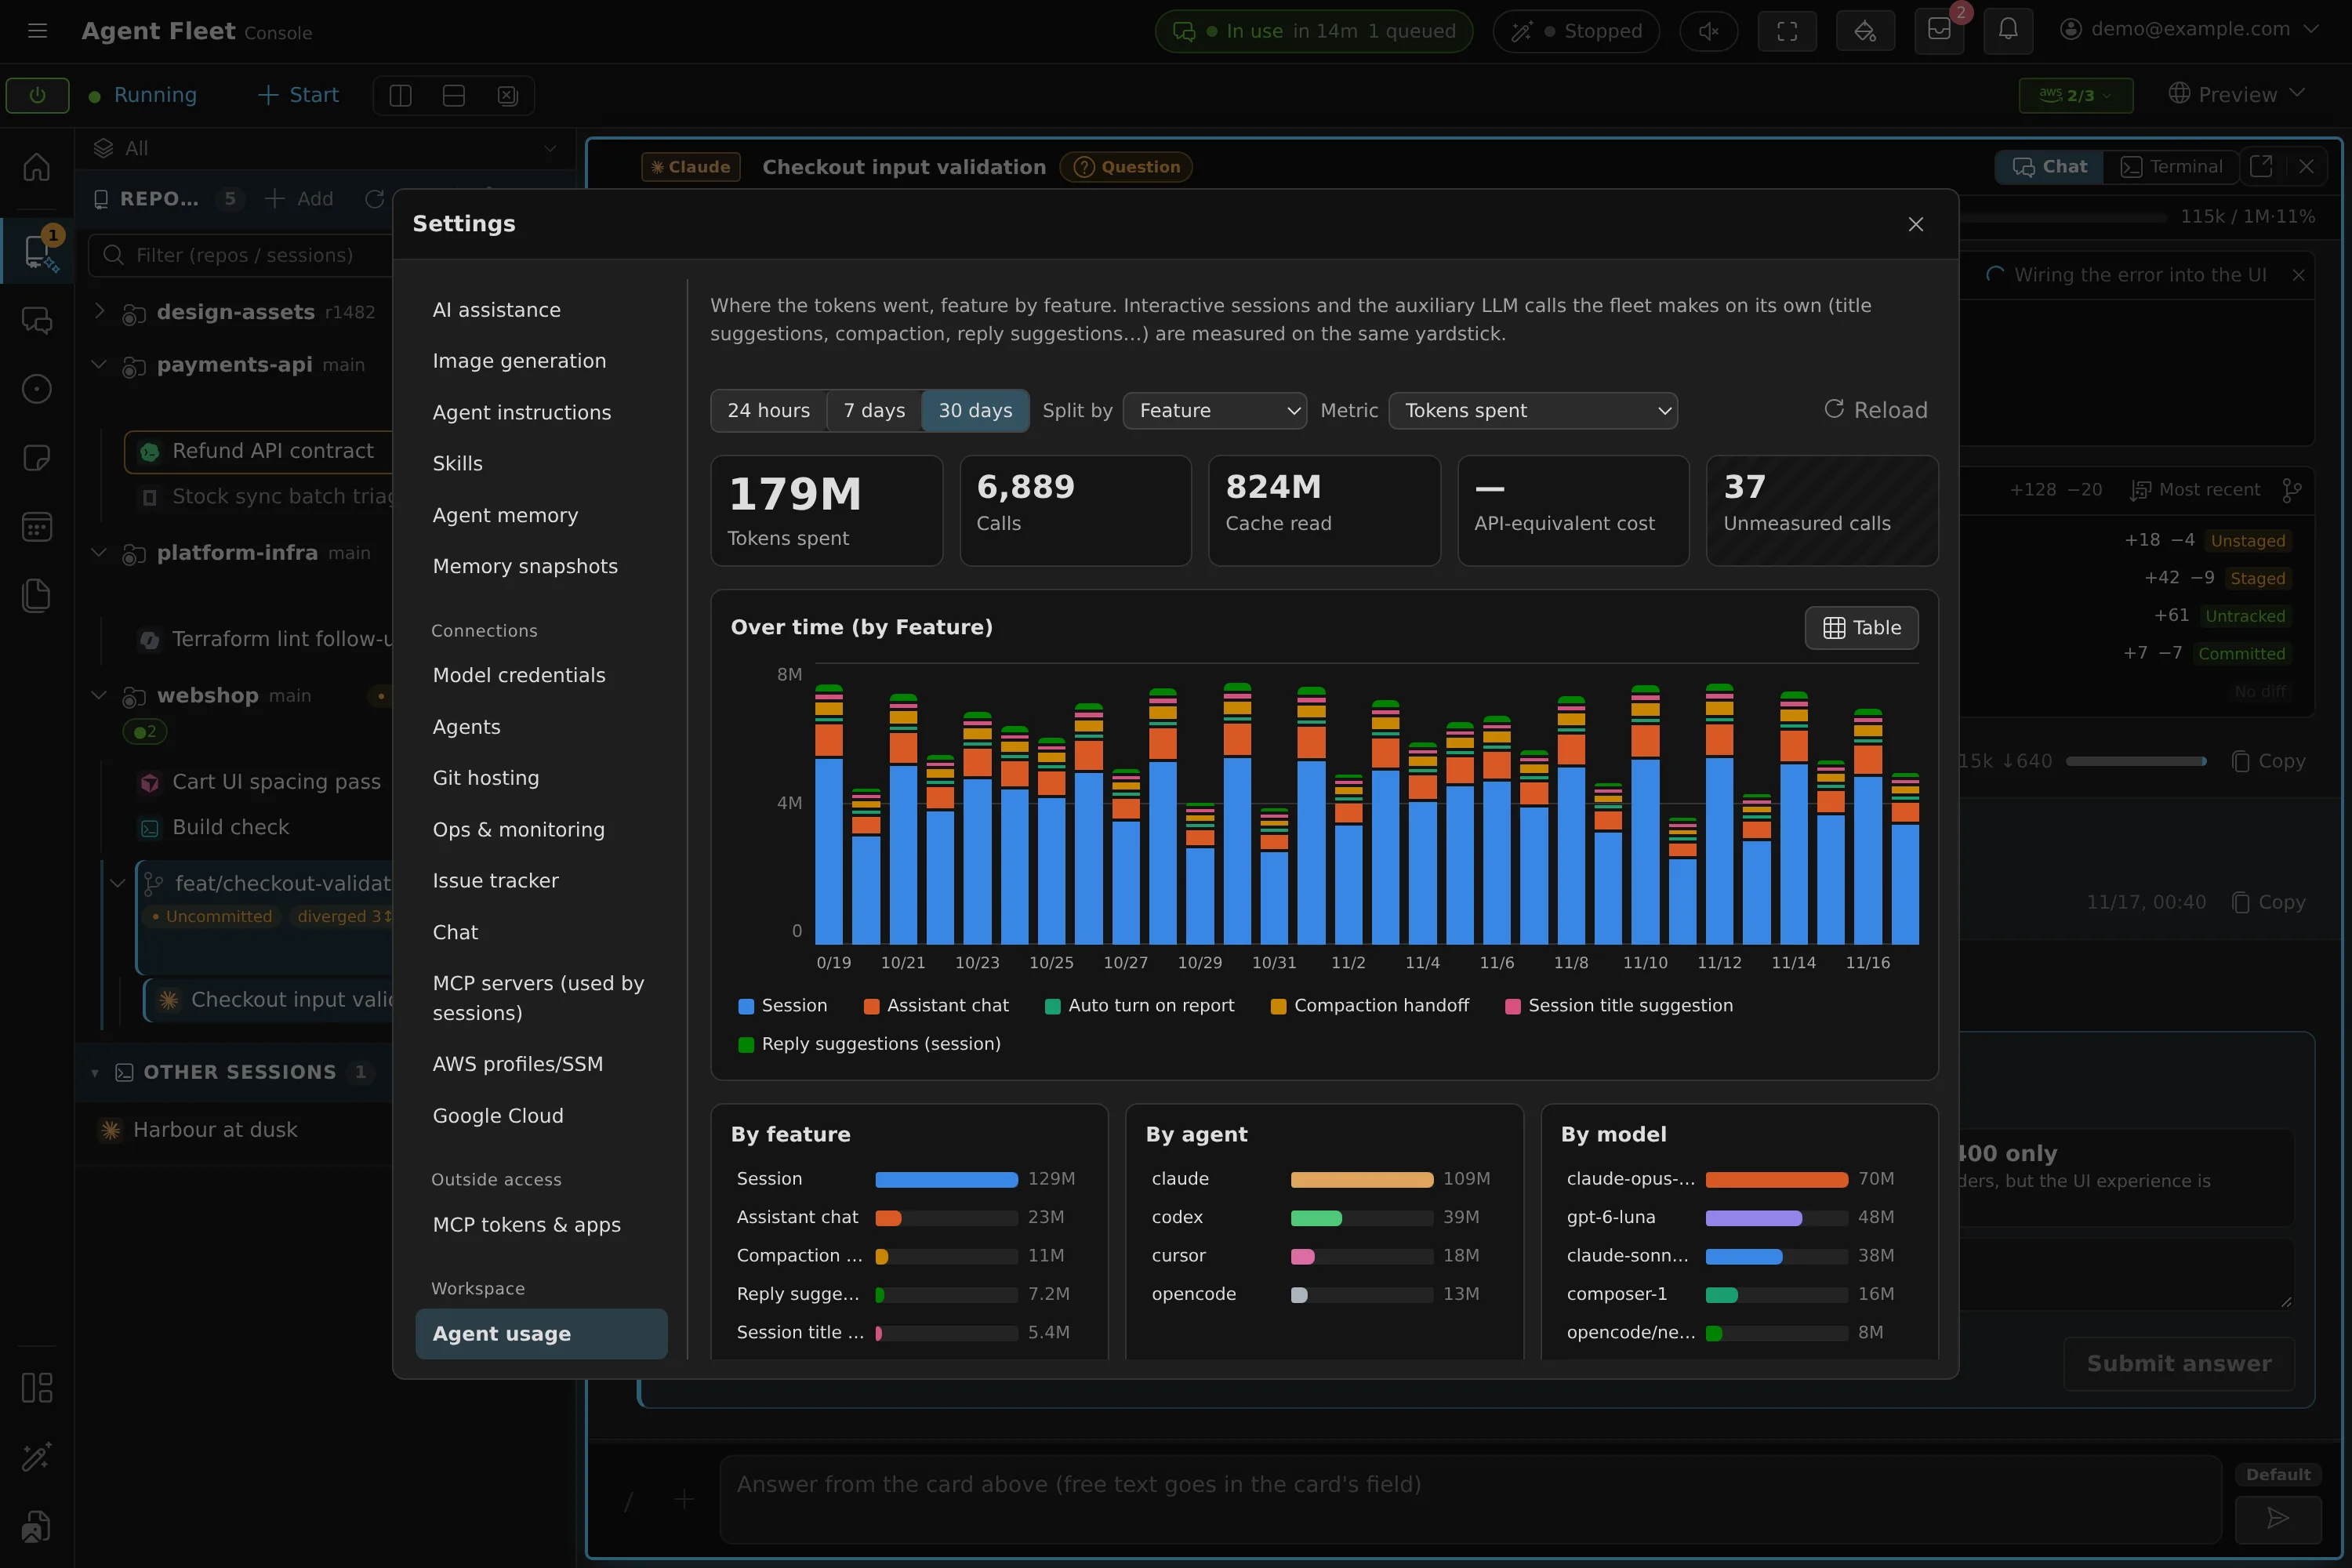 Agent Fleet Console
In use in 14m 1 queued
Stopped
2
demo@example.com
Running
Start
aws 2/3
Preview
All
REPO… 5 Add
Filter (repos / sessions)
1
design-assets r1482
payments-api main
Refund API contract
Stock sync batch
platform-infra main
Terraform lint
webshop main
2
Cart UI spacing pass
Build check
Uncommitted diverged 3
Checkout input
OTHER SESSIONS 1
Harbour at dusk
Claude Checkout input validation Question
Chat Terminal
115k / 1M·11%
Wiring the error into the UI
+128 −20 Most recent
+18 −4 Unstaged
+42 −9 Staged
+61 Untracked
+7 −7 Committed
No diff
↓640 Copy
11/17, 00:40 Copy
only
but the UI experience is
Submit answer
Answer from the card above (free text goes in the card's field)
Default
/
Settings
AI assistance
Image generation
Agent instructions
Skills
Agent memory
Memory snapshots
Connections
Model credentials
Agents
Git hosting
Ops & monitoring
Issue tracker
Chat
MCP servers (used by
sessions)
AWS profiles/SSM
Google Cloud
Outside access
MCP tokens & apps
Workspace
Agent usage
Where the tokens went, feature by feature. Interactive sessions and the auxiliary LLM calls the fleet makes on its own (title
suggestions, compaction, reply suggestions…) are measured on the same yardstick.
24 hours 7 days 30 days Split by Feature Metric Tokens spent Reload
179M
Tokens spent
6,889
Calls
824M
Cache read
—
API-equivalent cost
37
Unmeasured calls
Over time (by Feature)
Table
8M
4M
0
0/19 10/21 10/23 10/25 10/27 10/29 10/31 11/2 11/4 11/6 11/8 11/10 11/12 11/14 11/16
Session Assistant chat Auto turn on report Compaction handoff Session title suggestion
Reply suggestions (session)
By feature
Session 129M
Assistant chat 23M
Compaction … 11M
Reply sugge… 7.2M
Session title … 5.4M
By agent
claude 109M
codex 39M
cursor 18M
opencode 13M
By model
claude-opus-… 70M
gpt-6-luna 48M
claude-sonn… 38M
composer-1 16M
opencode/ne… 8M